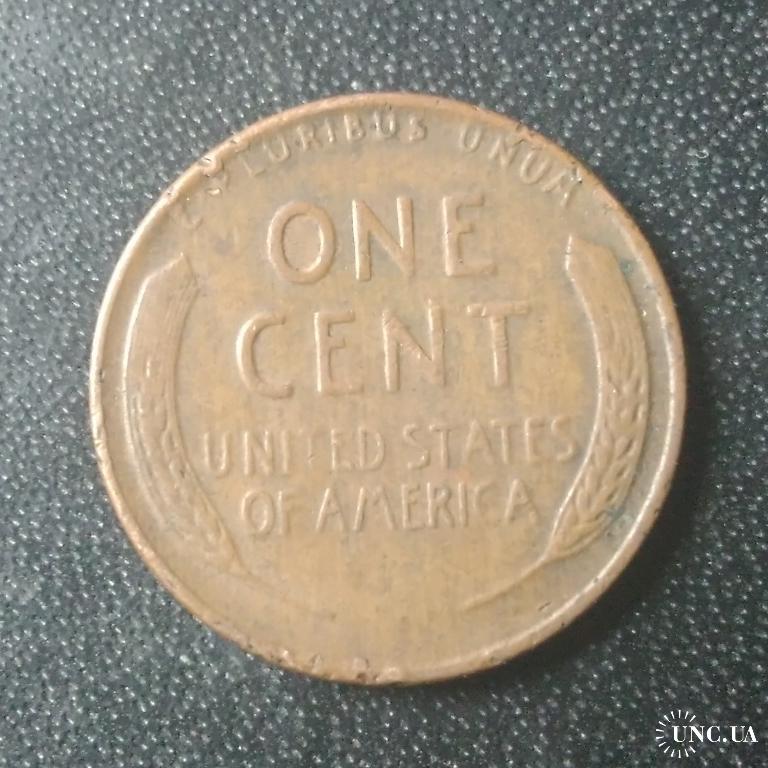 E PLURIBUS UNUM
ONE
CENT
UNITED STATES
OF AMERICA
UNC.UA